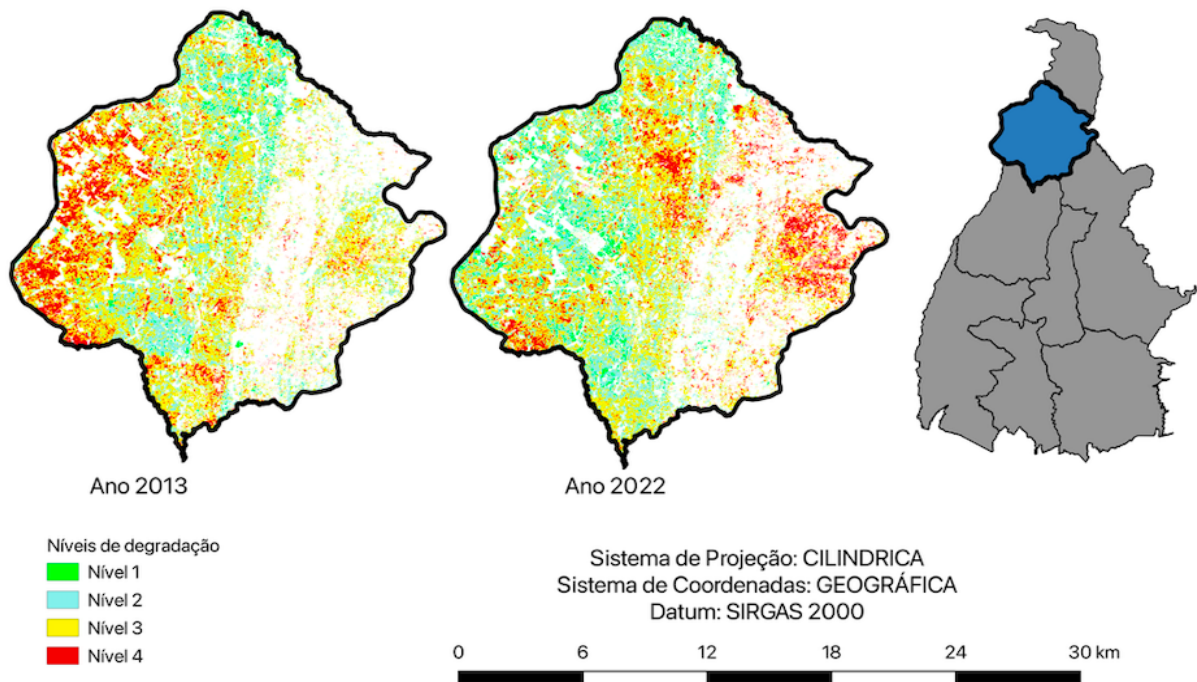 Ano 2013
Ano 2022
Níveis de degradação
Nível 1
Nível 2
Nível 3
Nível 4
Sistema de Projeção: CILINDRICA
Sistema de Coordenadas: GEOGRÁFICA
Datum: SIRGAS 2000
0 6 12 18 24 30 km